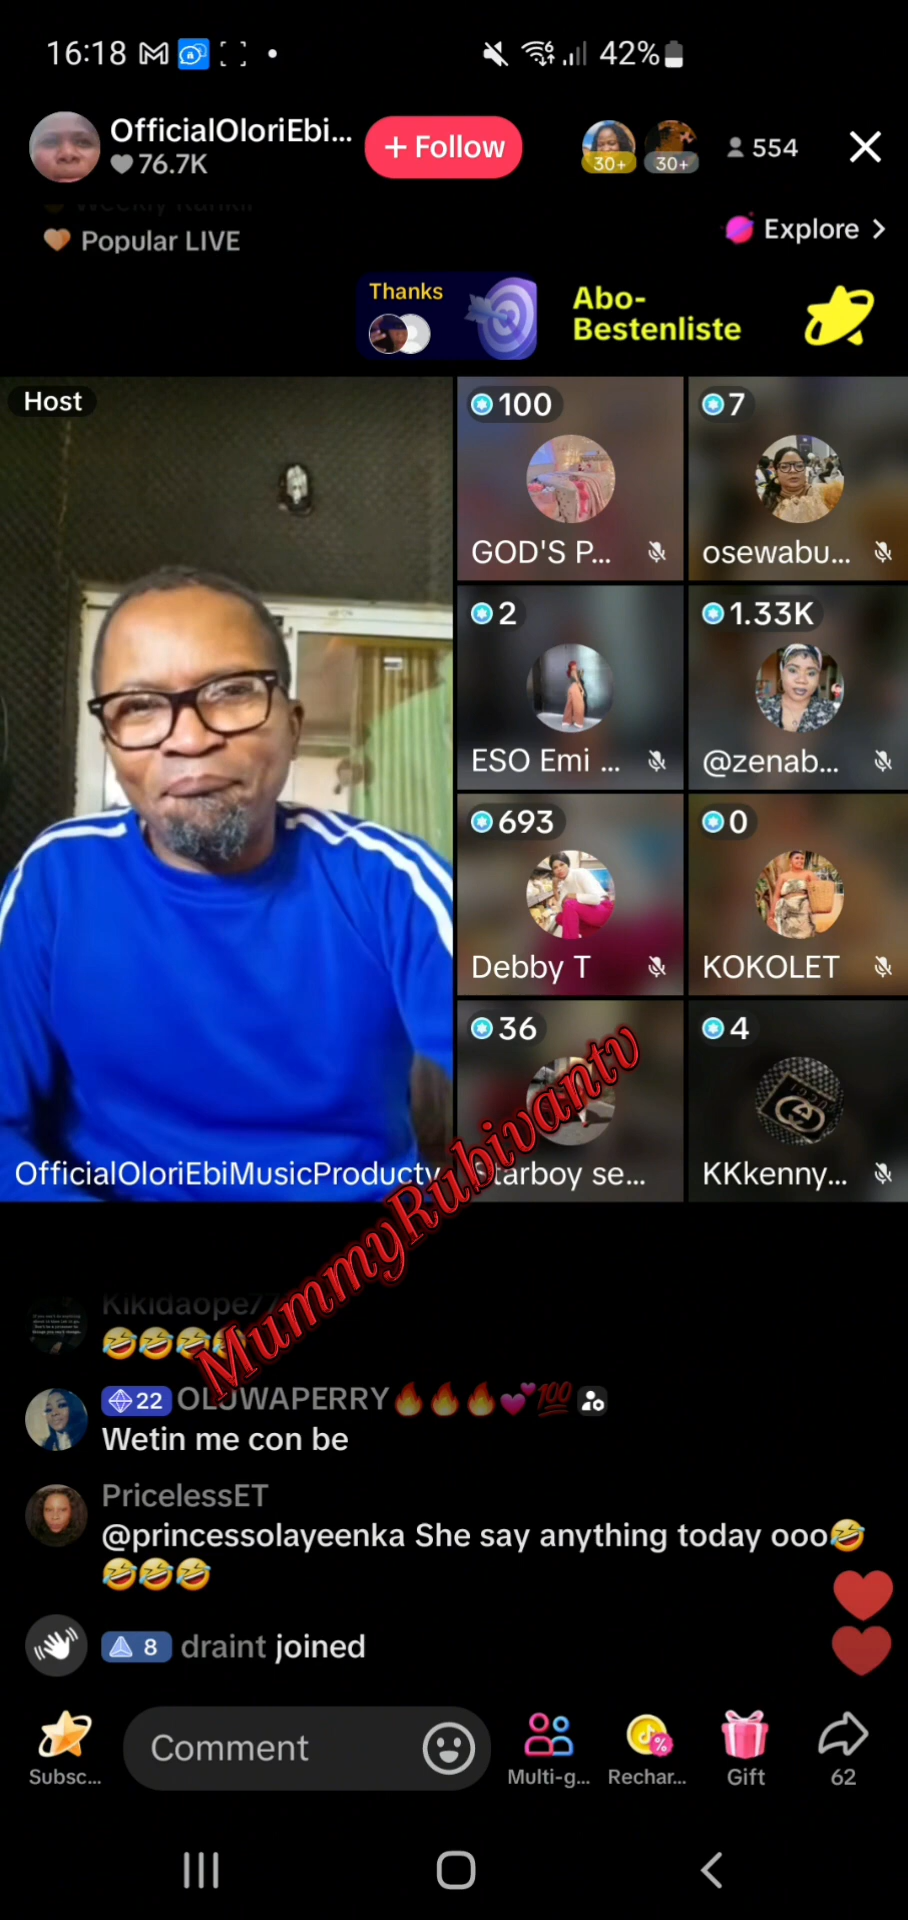 16:18
42%
OfficialOloriEbi...
76.7K
+ Follow
30+
30+
554
Popular LIVE
Explore >
Thanks
Abo-
Bestenliste
Host
100
GOD'S P...
7
osewabu...
2
ESO Emi ...
1.33K
@zenab...
693
Debby T
0
KOKOLET
36
Starboy se...
4
KKkenny...
OfficialOloriEbiMusicProductv
MummyRubivantv
Kikidaope77
🤣🤣🤣🤣
22 OLUWAPERRY🔥🔥🔥💕💯
Wetin me con be
PricelessET
@princessolayeenka She say anything today ooo🤣
🤣🤣🤣
8 draint joined
Subsc...
Comment
Multi-g...
Rechar...
Gift
62